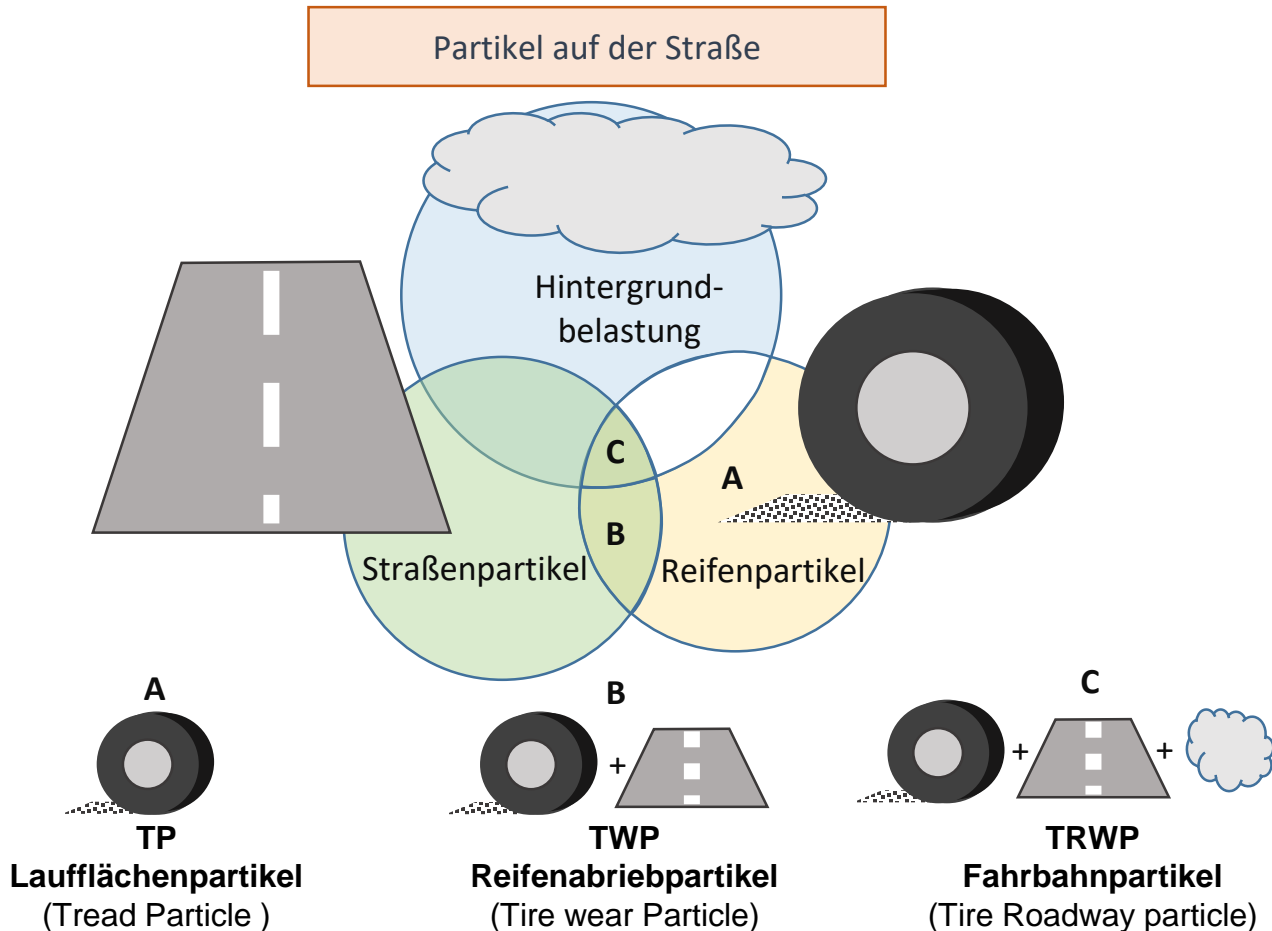 Partikel auf der Straße
Hintergrund-
belastung
C
A
B
Straßenpartikel
Reifenpartikel
A
B
C
+
+
+
TP
Laufflächenpartikel
(Tread Particle )
TWP
Reifenabriebpartikel
(Tire wear Particle)
TRWP
Fahrbahnpartikel
(Tire Roadway particle)